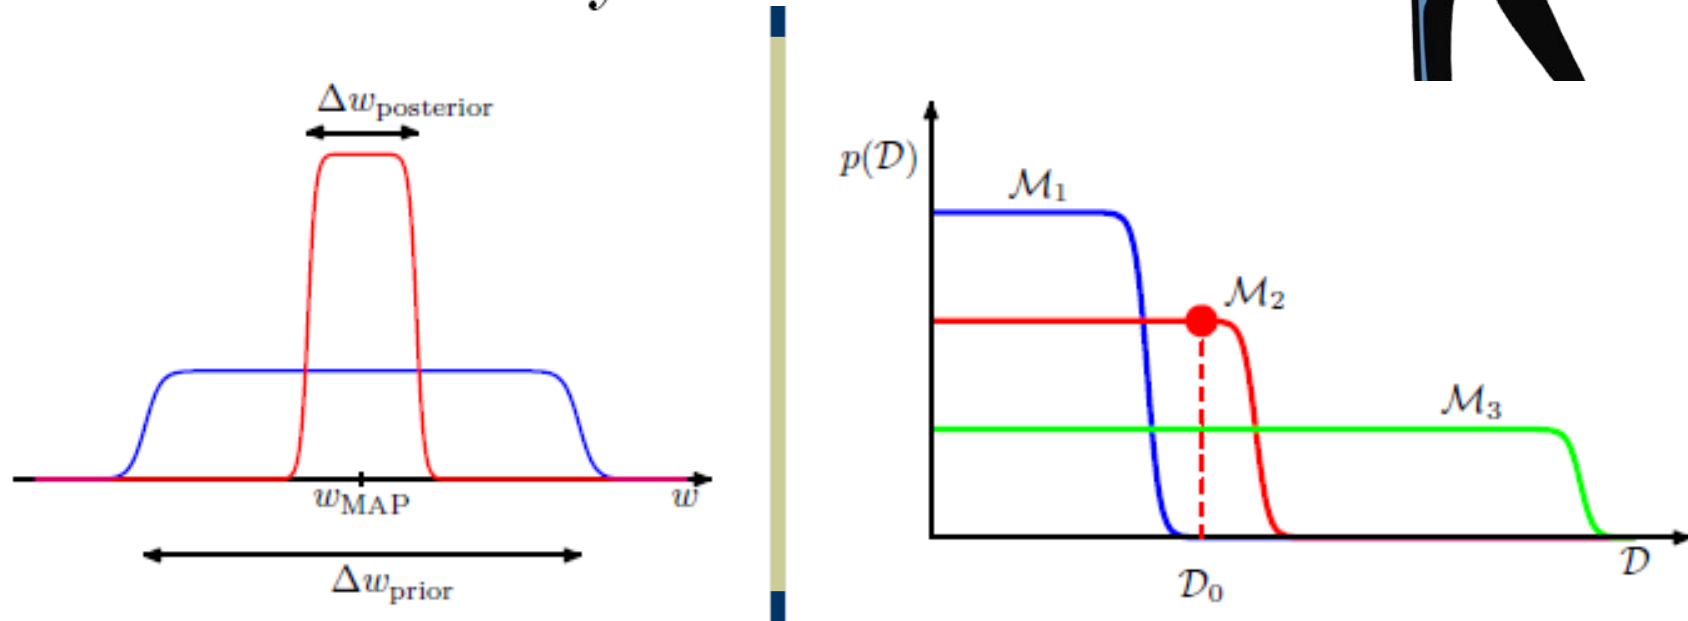 y
Δw_posterior
w_MAP
w
Δw_prior
p(𝒟)
ℳ₁
ℳ₂
ℳ₃
𝒟
𝒟₀